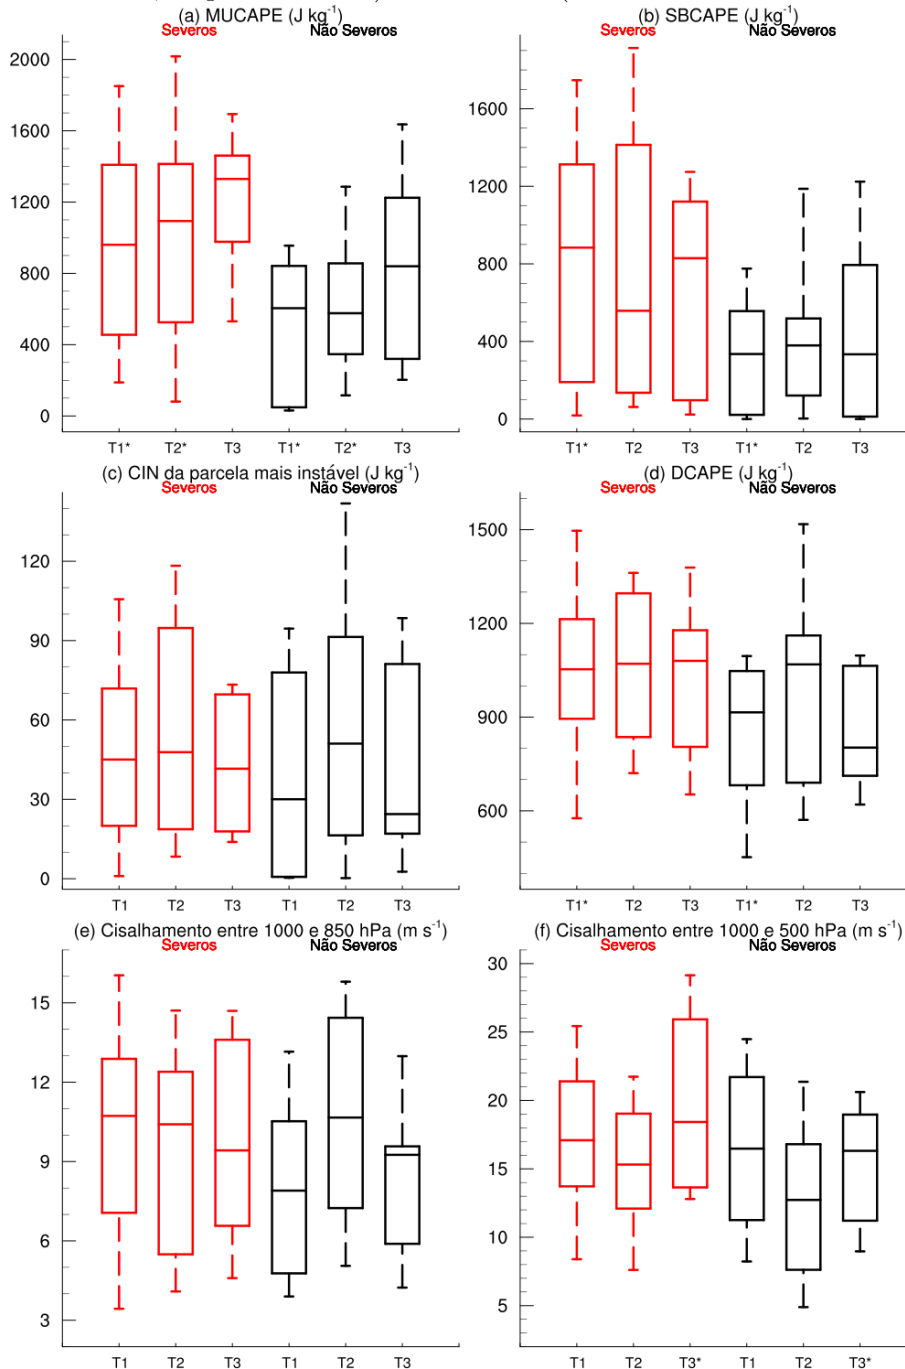 (a) MUCAPE (J kg⁻¹)
Severos Não Severos
2000
1600
1200
800
400
0
T1* T2* T3 T1* T2* T3
(b) SBCAPE (J kg⁻¹)
Severos Não Severos
1600
1200
800
400
0
T1* T2 T3 T1* T2 T3
(c) CIN da parcela mais instável (J kg⁻¹)
Severos Não Severos
120
90
60
30
0
T1 T2 T3 T1 T2 T3
(d) DCAPE (J kg⁻¹)
Severos Não Severos
1500
1200
900
600
T1* T2 T3 T1* T2 T3
(e) Cisalhamento entre 1000 e 850 hPa (m s⁻¹)
Severos Não Severos
15
12
9
6
3
T1 T2 T3 T1 T2 T3
(f) Cisalhamento entre 1000 e 500 hPa (m s⁻¹)
Severos Não Severos
30
25
20
15
10
5
T1 T2 T3* T1 T2 T3*